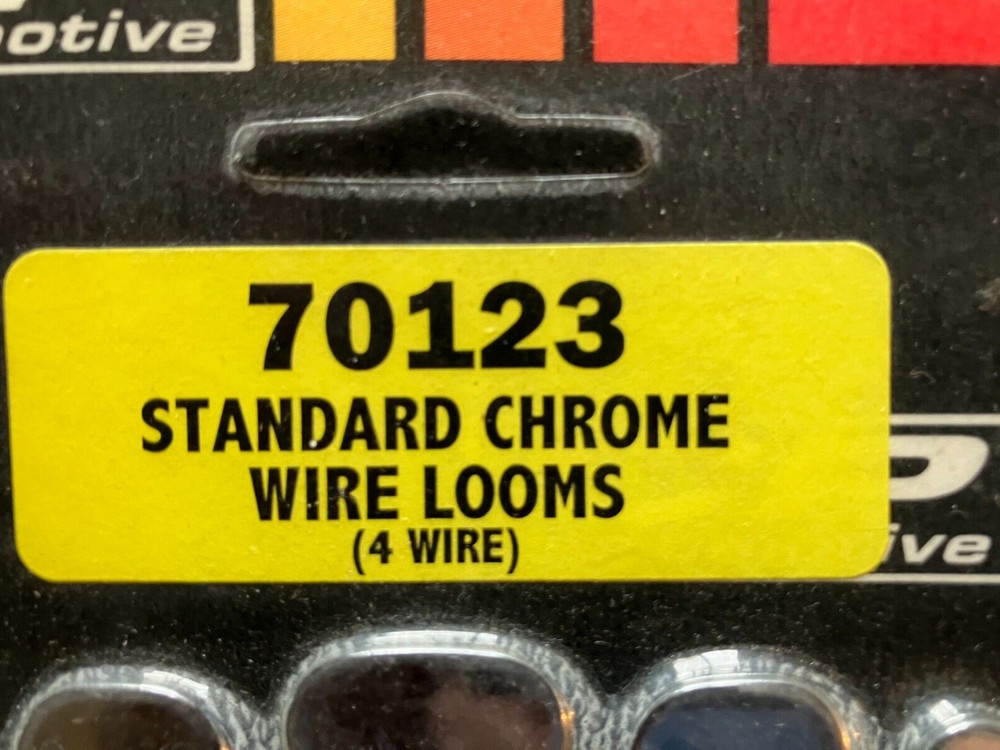 otive
70123
STANDARD CHROME
WIRE LOOMS
(4 WIRE)
ive